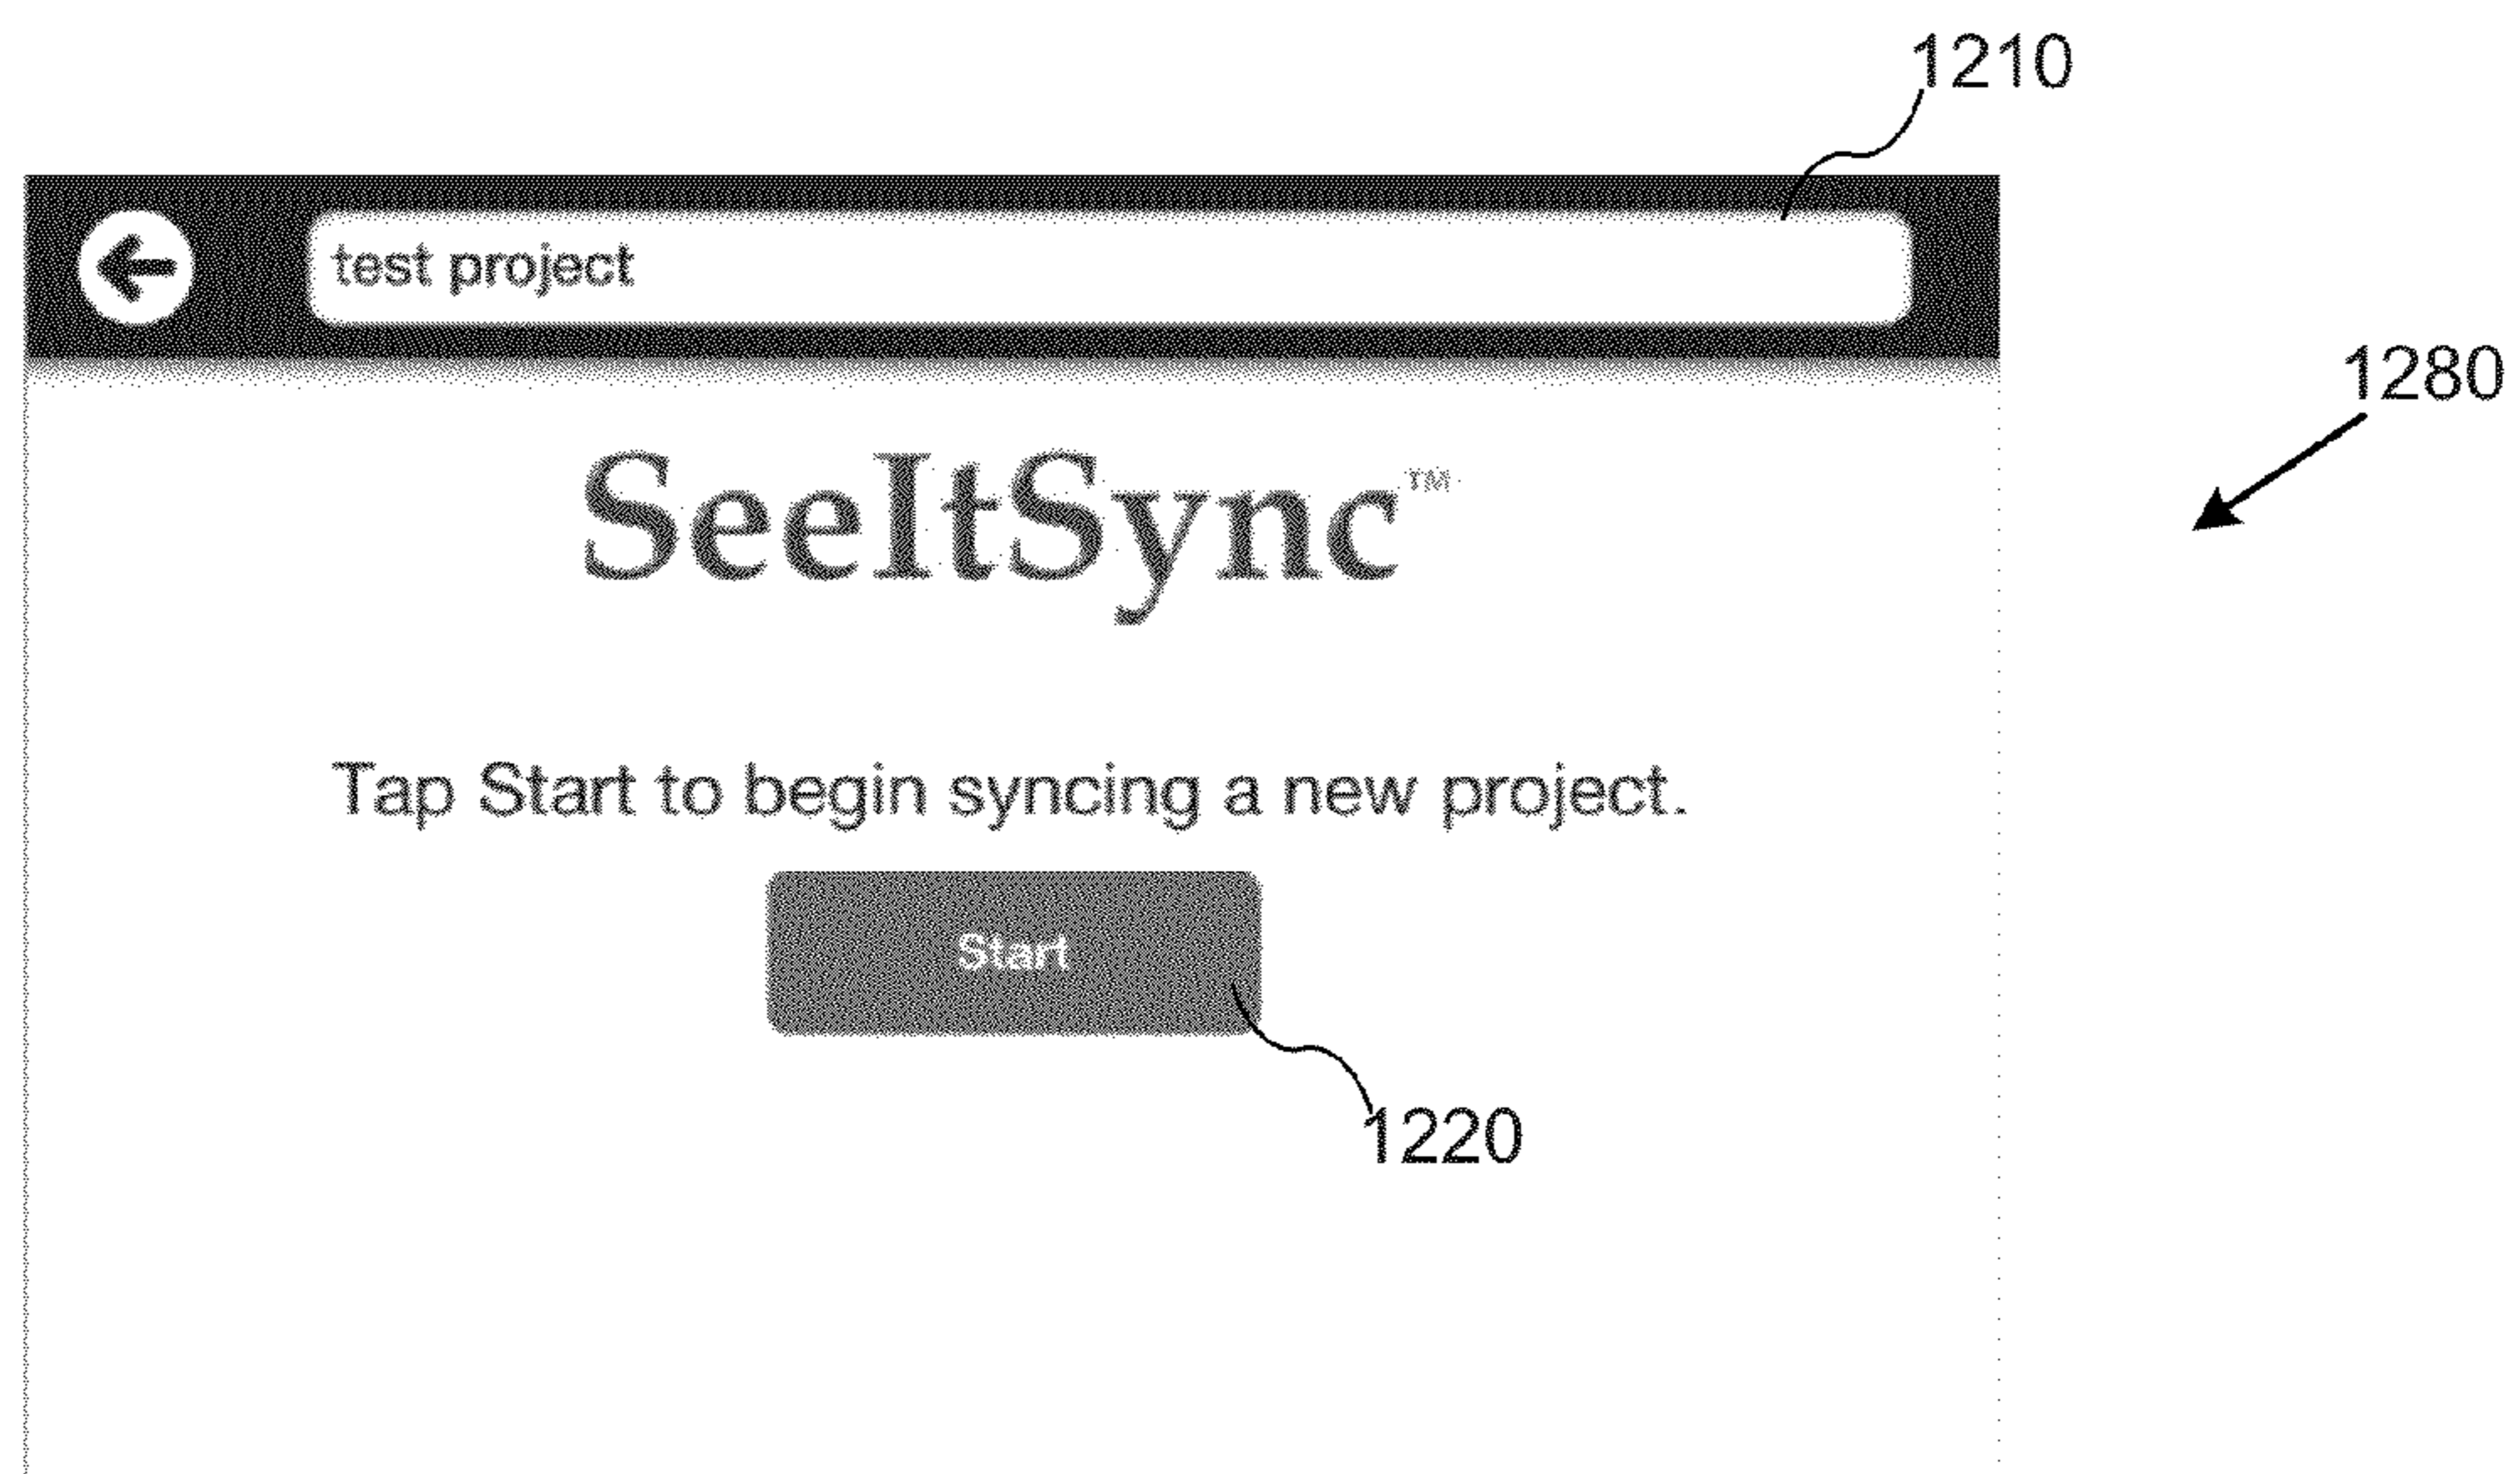 1210
test project
1280
SeeItSync™
Tap Start to begin syncing a new project.
Start
1220